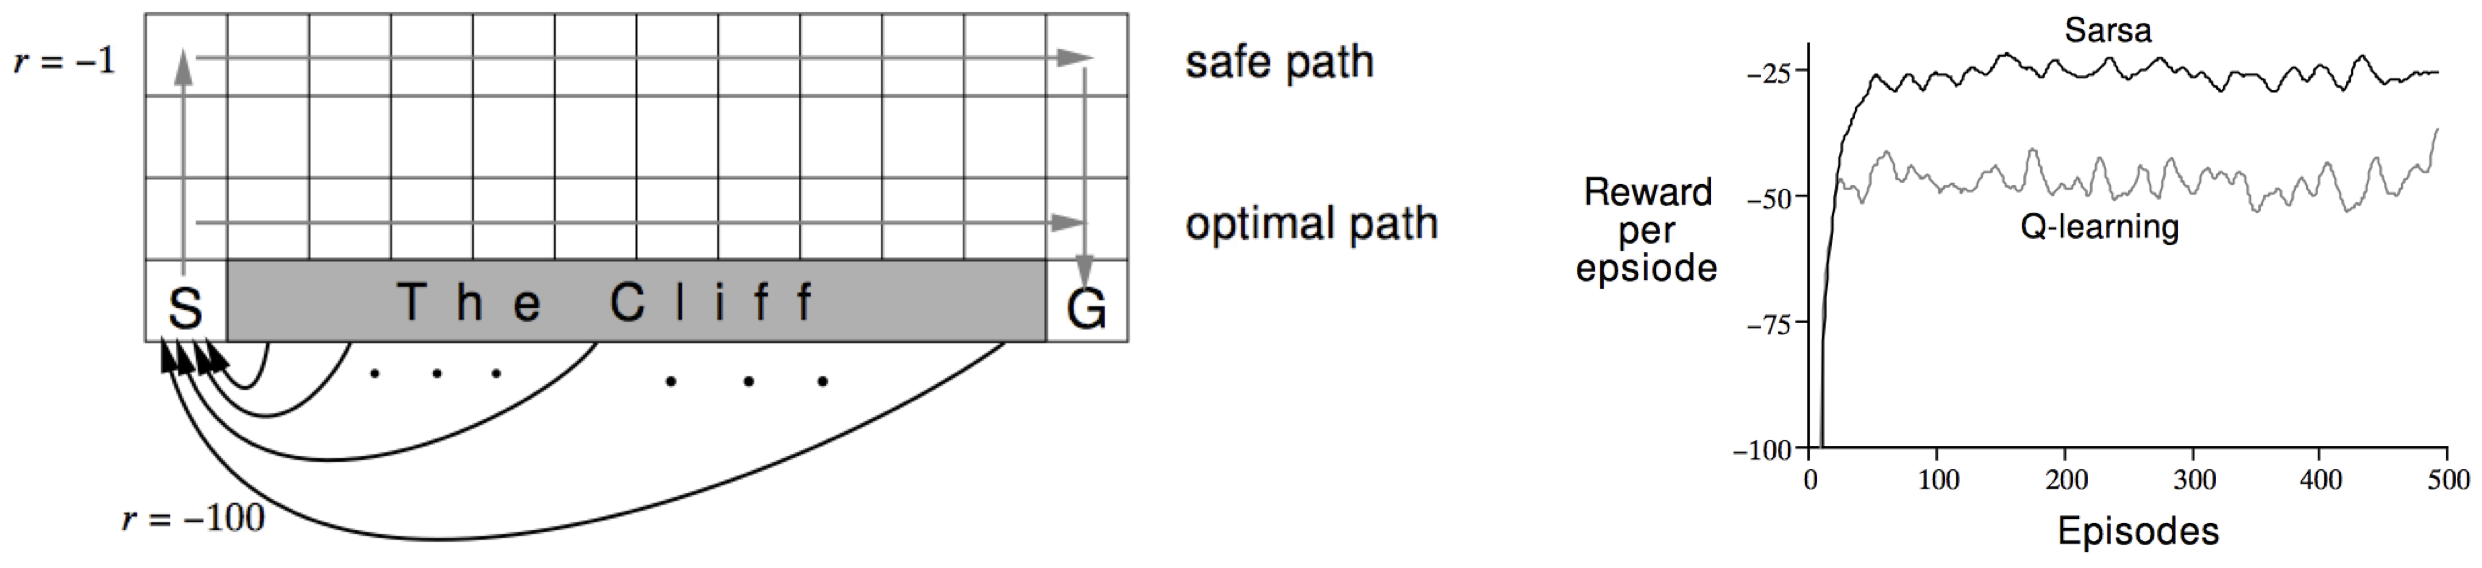 r = −1
safe path
optimal path
S
The Cliff
G
r = −100
Sarsa
−25
Reward
per
epsiode
−50
Q-learning
−75
−100
0 100 200 300 400 500
Episodes